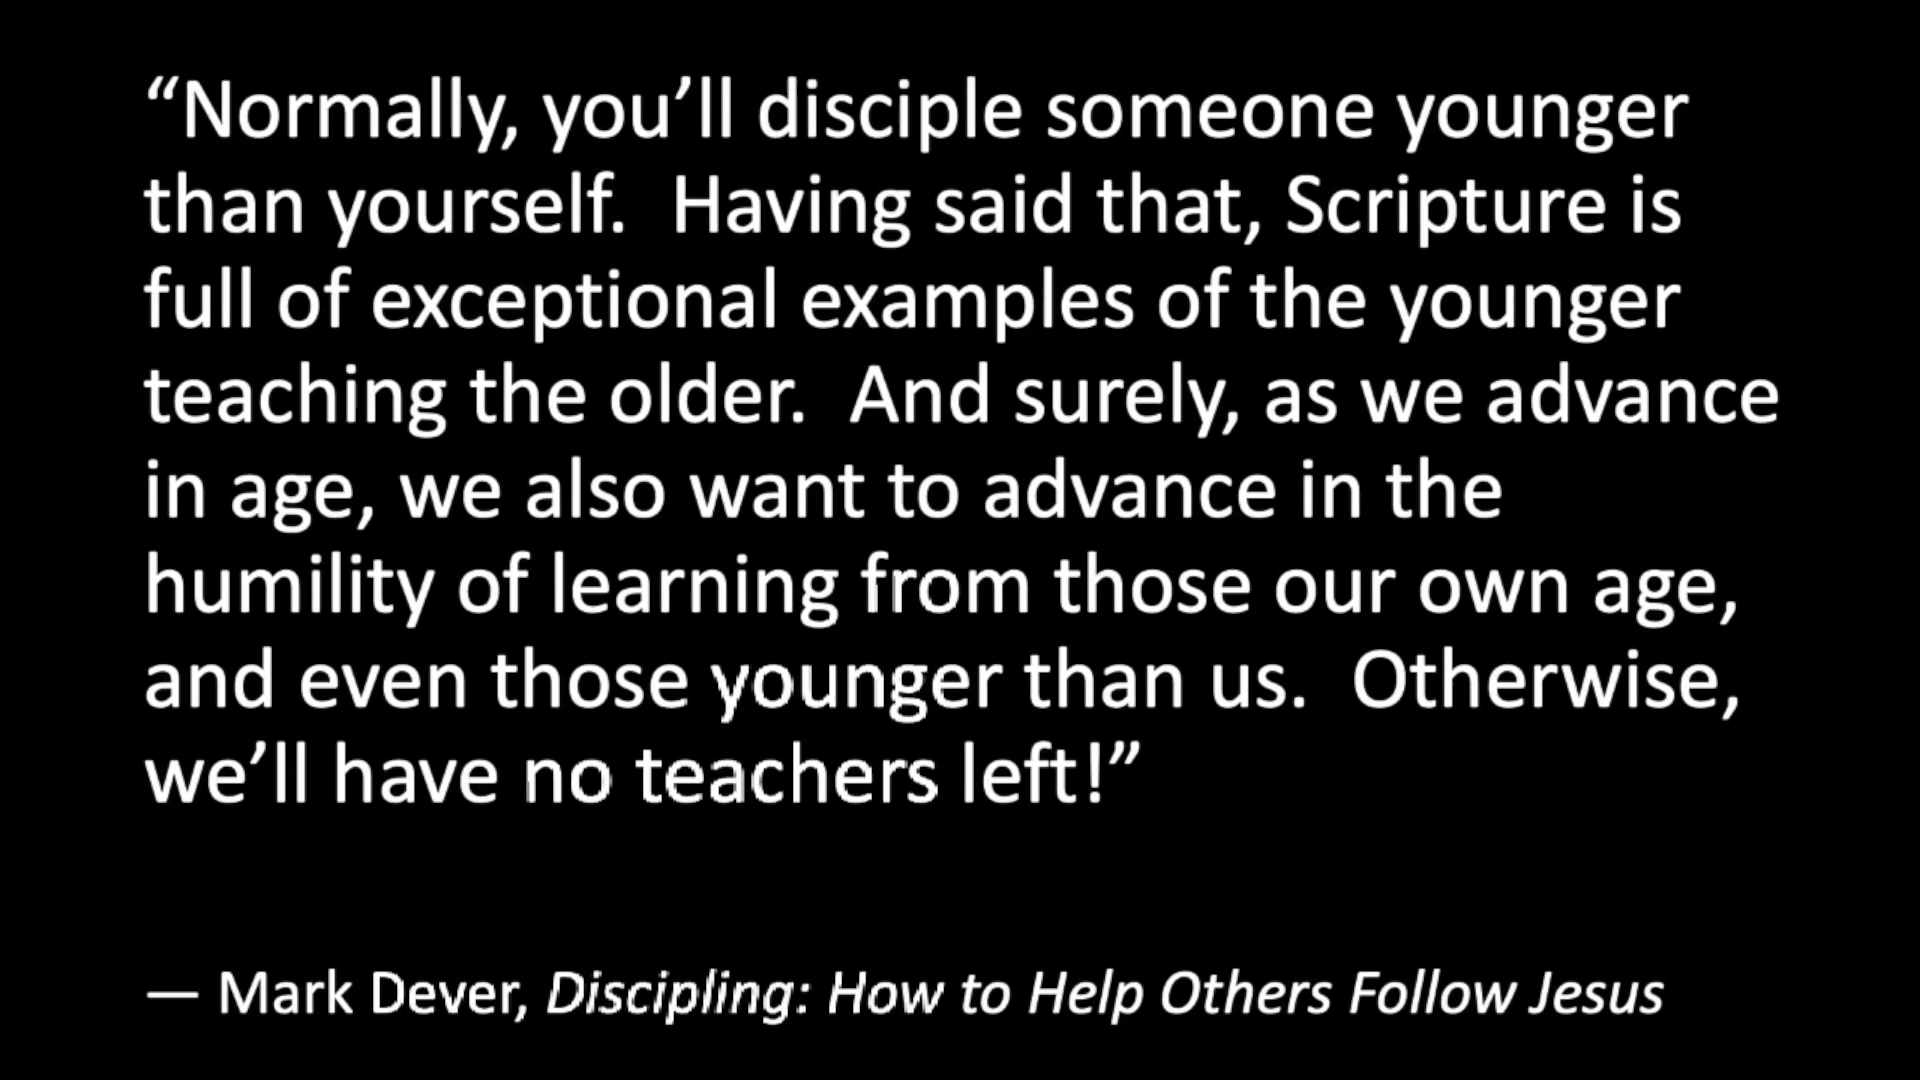 “Normally, you’ll disciple someone younger
than yourself.  Having said that, Scripture is
full of exceptional examples of the younger
teaching the older.  And surely, as we advance
in age, we also want to advance in the
humility of learning from those our own age,
and even those younger than us.  Otherwise,
we’ll have no teachers left!”
— Mark Dever, Discipling: How to Help Others Follow Jesus